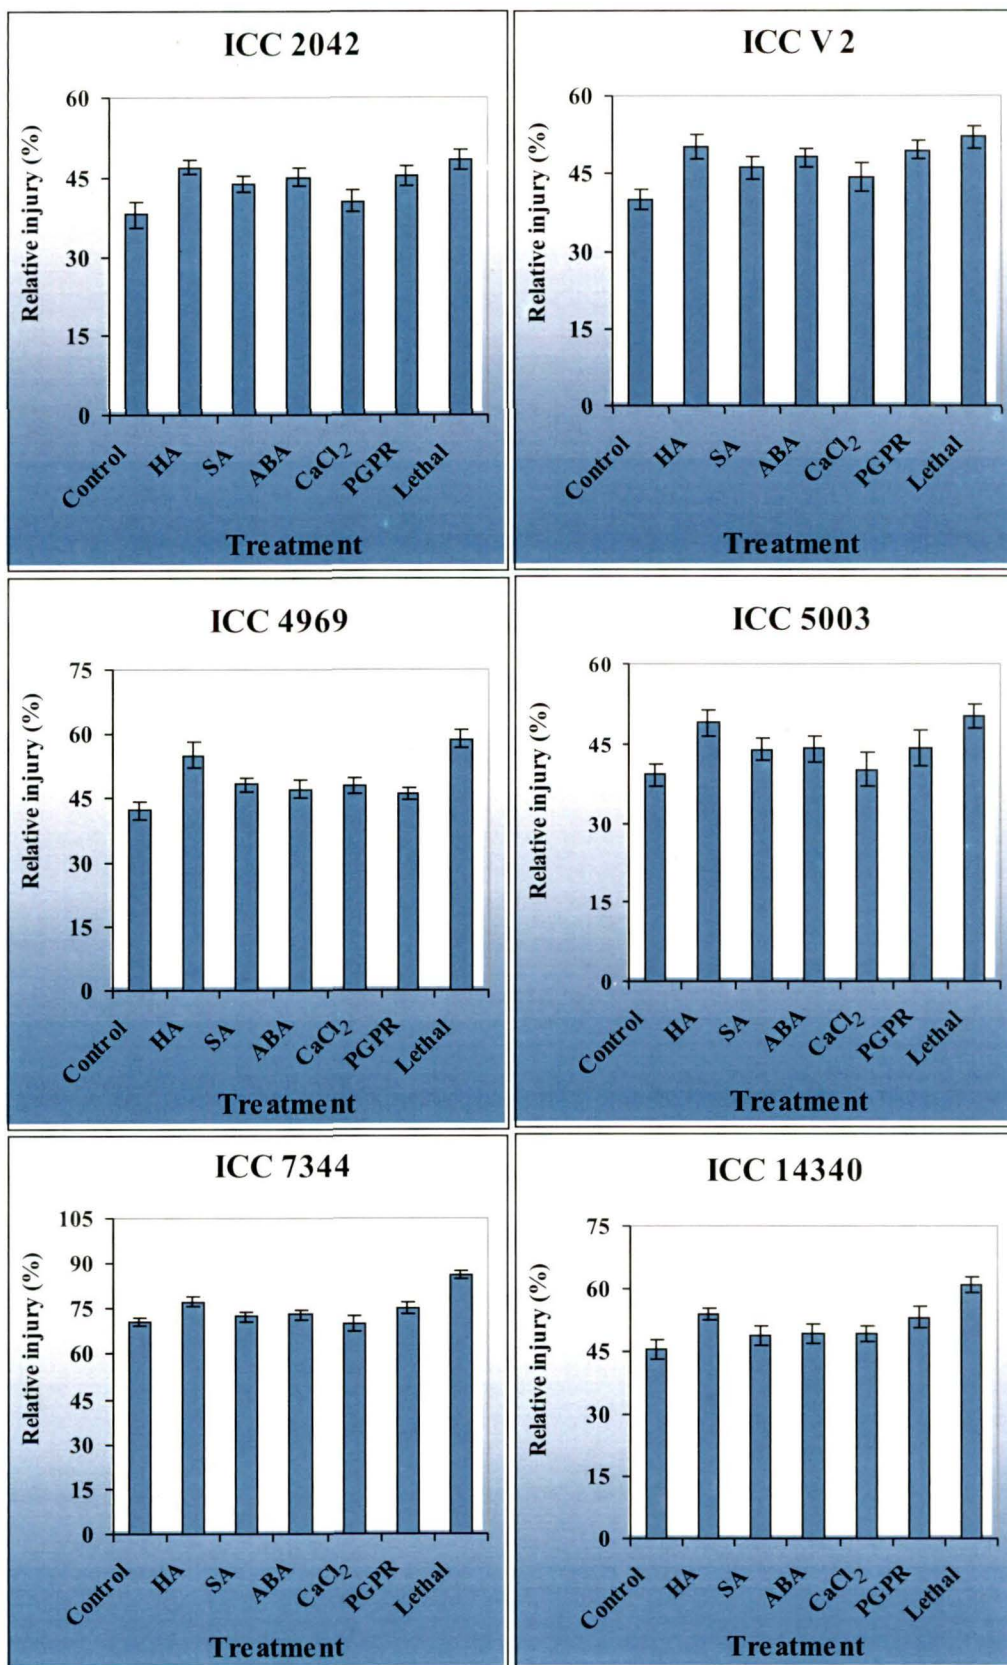 ICC 2042
Relative injury (%)
60
45
30
15
0
Control
HA
SA
ABA
CaCl₂
PGPR
Lethal
Treatment
ICC V 2
Relative injury (%)
60
45
30
15
0
Control
HA
SA
ABA
CaCl₂
PGPR
Lethal
Treatment
ICC 4969
Relative injury (%)
75
60
45
30
15
0
Control
HA
SA
ABA
CaCl₂
PGPR
Lethal
Treatment
ICC 5003
Relative injury (%)
60
45
30
15
0
Control
HA
SA
ABA
CaCl₂
PGPR
Lethal
Treatment
ICC 7344
Relative injury (%)
105
90
75
60
45
30
15
0
Control
HA
SA
ABA
CaCl₂
PGPR
Lethal
Treatment
ICC 14340
Relative injury (%)
75
60
45
30
15
0
Control
HA
SA
ABA
CaCl₂
PGPR
Lethal
Treatment